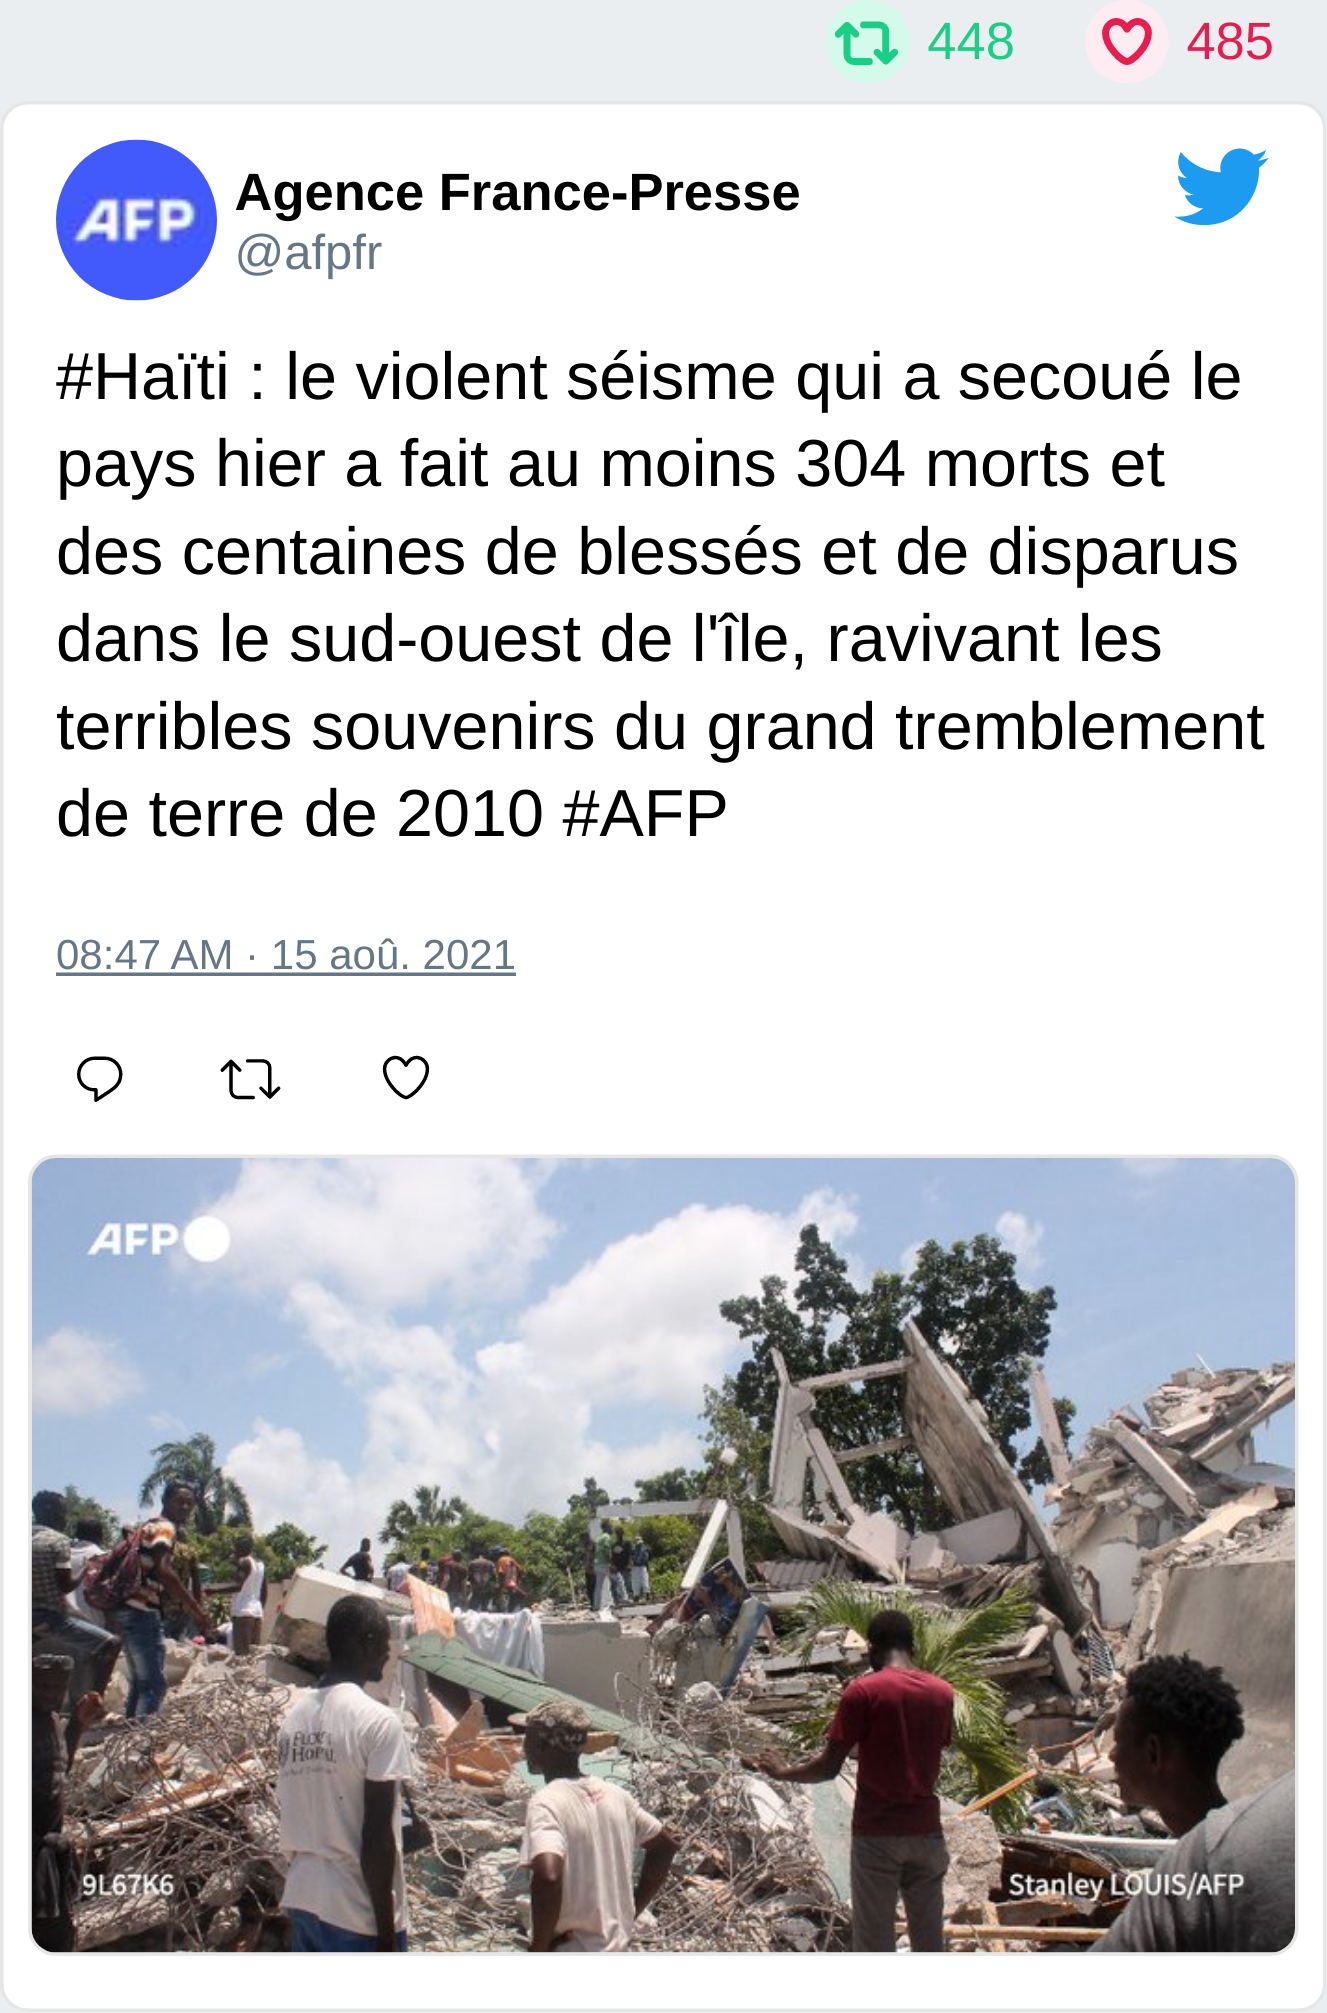 448 485
AFP
Agence France-Presse
@afpfr
#Haïti : le violent séisme qui a secoué le
pays hier a fait au moins 304 morts et
des centaines de blessés et de disparus
dans le sud-ouest de l'île, ravivant les
terribles souvenirs du grand tremblement
de terre de 2010 #AFP
08:47 AM · 15 aoû. 2021
AFP
9L67K6
Stanley LOUIS/AFP